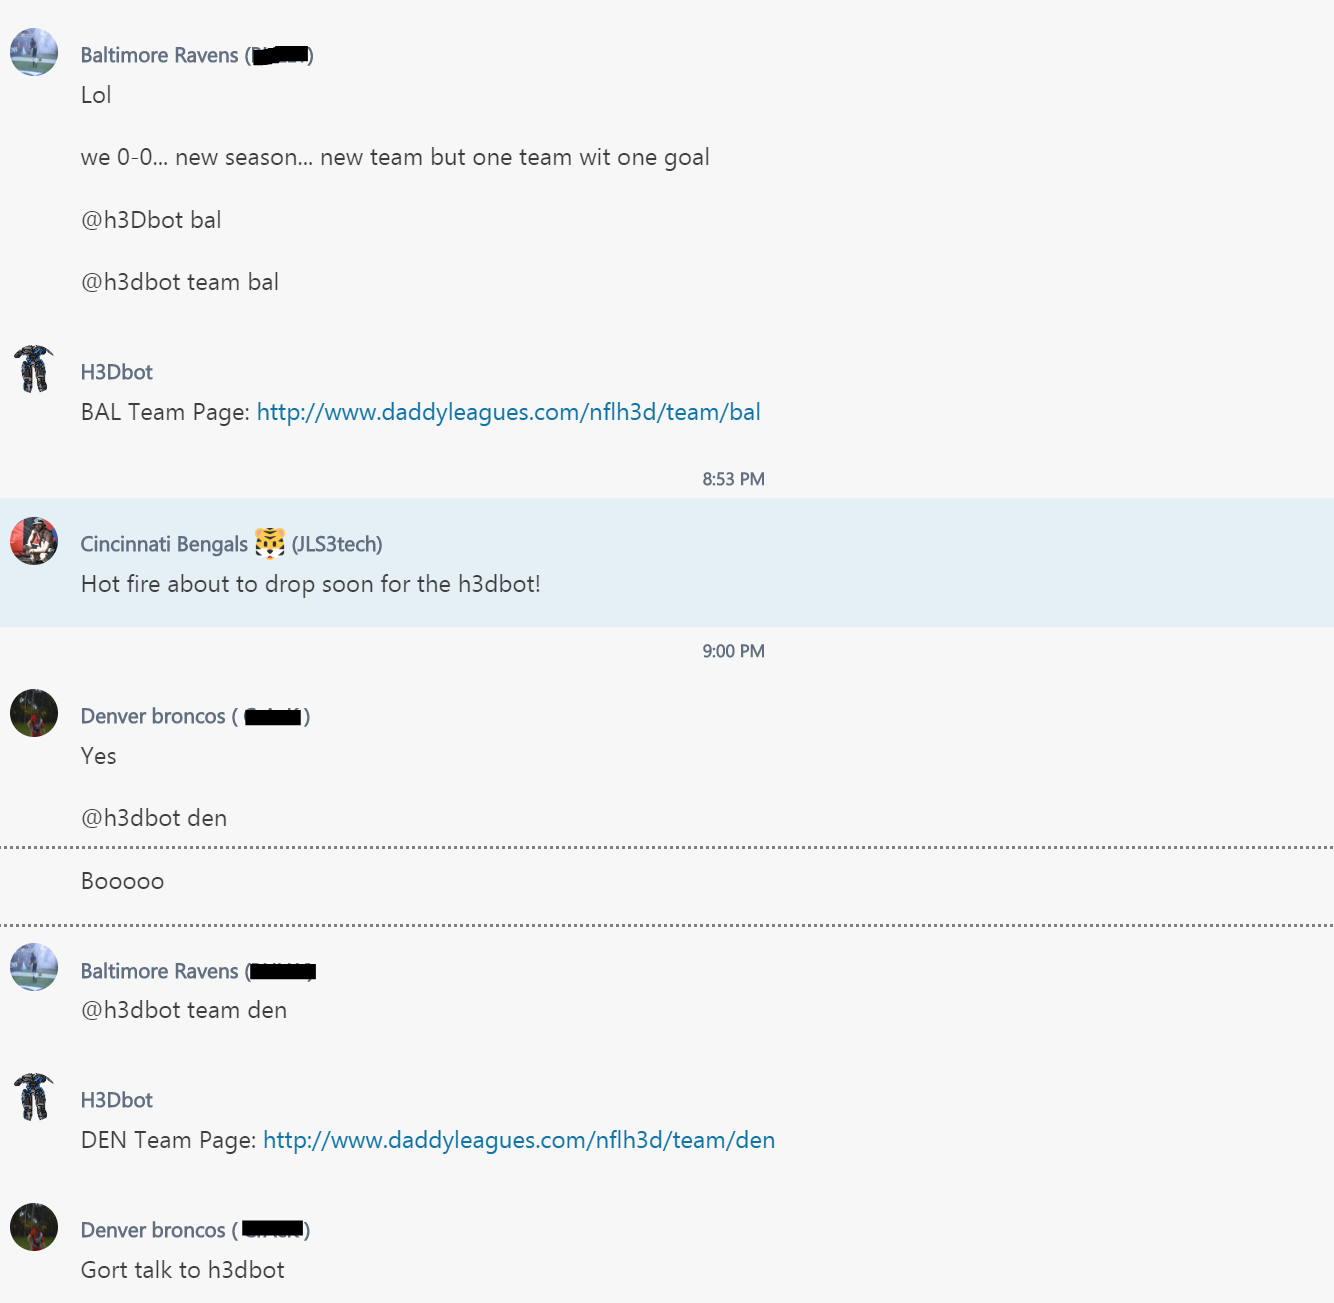 Baltimore Ravens ( )
Lol
we 0-0... new season... new team but one team wit one goal
@h3Dbot bal
@h3dbot team bal
H3Dbot
BAL Team Page: http://www.daddyleagues.com/nflh3d/team/bal
8:53 PM
Cincinnati Bengals 🐯 (JLS3tech)
Hot fire about to drop soon for the h3dbot!
9:00 PM
Denver broncos ( )
Yes
@h3dbot den
Booooo
Baltimore Ravens (
@h3dbot team den
H3Dbot
DEN Team Page: http://www.daddyleagues.com/nflh3d/team/den
Denver broncos ( )
Gort talk to h3dbot